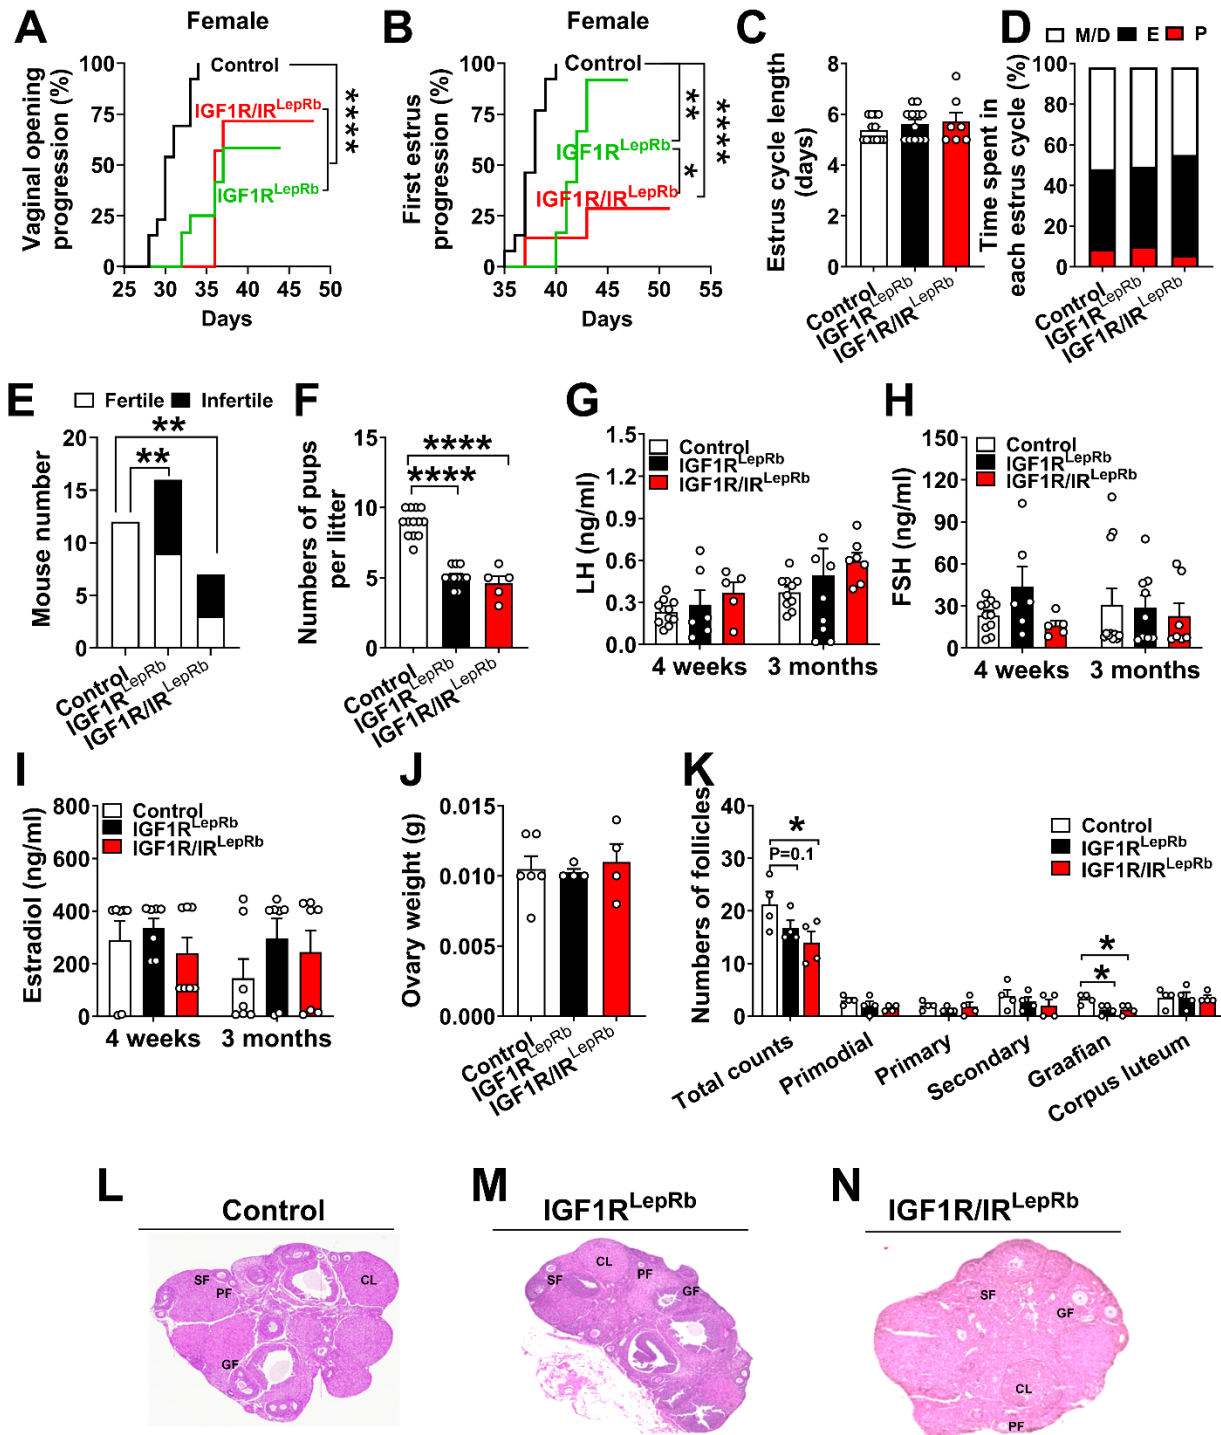 A
Female
Vaginal opening
progression (%)
100
75
50
25
0
25 30 35 40 45 50
Days
Control
IGF1R/IR^LepRb
IGF1R^LepRb
****
B
Female
First estrus
progression (%)
100
75
50
25
0
35 40 45 50 55
Days
Control
IGF1R^LepRb
IGF1R/IR^LepRb
**
*
****
C
Estrus cycle length
(days)
8
6
4
2
0
Control
IGF1R^LepRb
IGF1R/IR^LepRb
D
M/D E P
Time spent in
each estrus cycle (%)
100
80
60
40
20
0
Control
IGF1R^LepRb
IGF1R/IR^LepRb
E
Fertile Infertile
Mouse number
20
15
10
5
0
**
**
Control
IGF1R^LepRb
IGF1R/IR^LepRb
F
Numbers of pups
per litter
15
10
5
0
****
****
Control
IGF1R^LepRb
IGF1R/IR^LepRb
G
LH (ng/ml)
1.5
1.2
0.9
0.6
0.3
0.0
Control
IGF1R^LepRb
IGF1R/IR^LepRb
4 weeks 3 months
H
FSH (ng/ml)
150
120
90
60
30
0
Control
IGF1R^LepRb
IGF1R/IR^LepRb
4 weeks 3 months
I
Estradiol (ng/ml)
800
600
400
200
0
Control
IGF1R^LepRb
IGF1R/IR^LepRb
4 weeks 3 months
J
Ovary weight (g)
0.015
0.010
0.005
0.000
Control
IGF1R^LepRb
IGF1R/IR^LepRb
K
Numbers of follicles
40
30
20
10
0
*
P=0.1
*
*
Control
IGF1R^LepRb
IGF1R/IR^LepRb
Total counts
Primodial
Primary
Secondary
Graafian
Corpus luteum
L
Control
SF
PF
CL
GF
M
IGF1R^LepRb
CL
SF
PF
GF
N
IGF1R/IR^LepRb
SF
GF
CL
PF